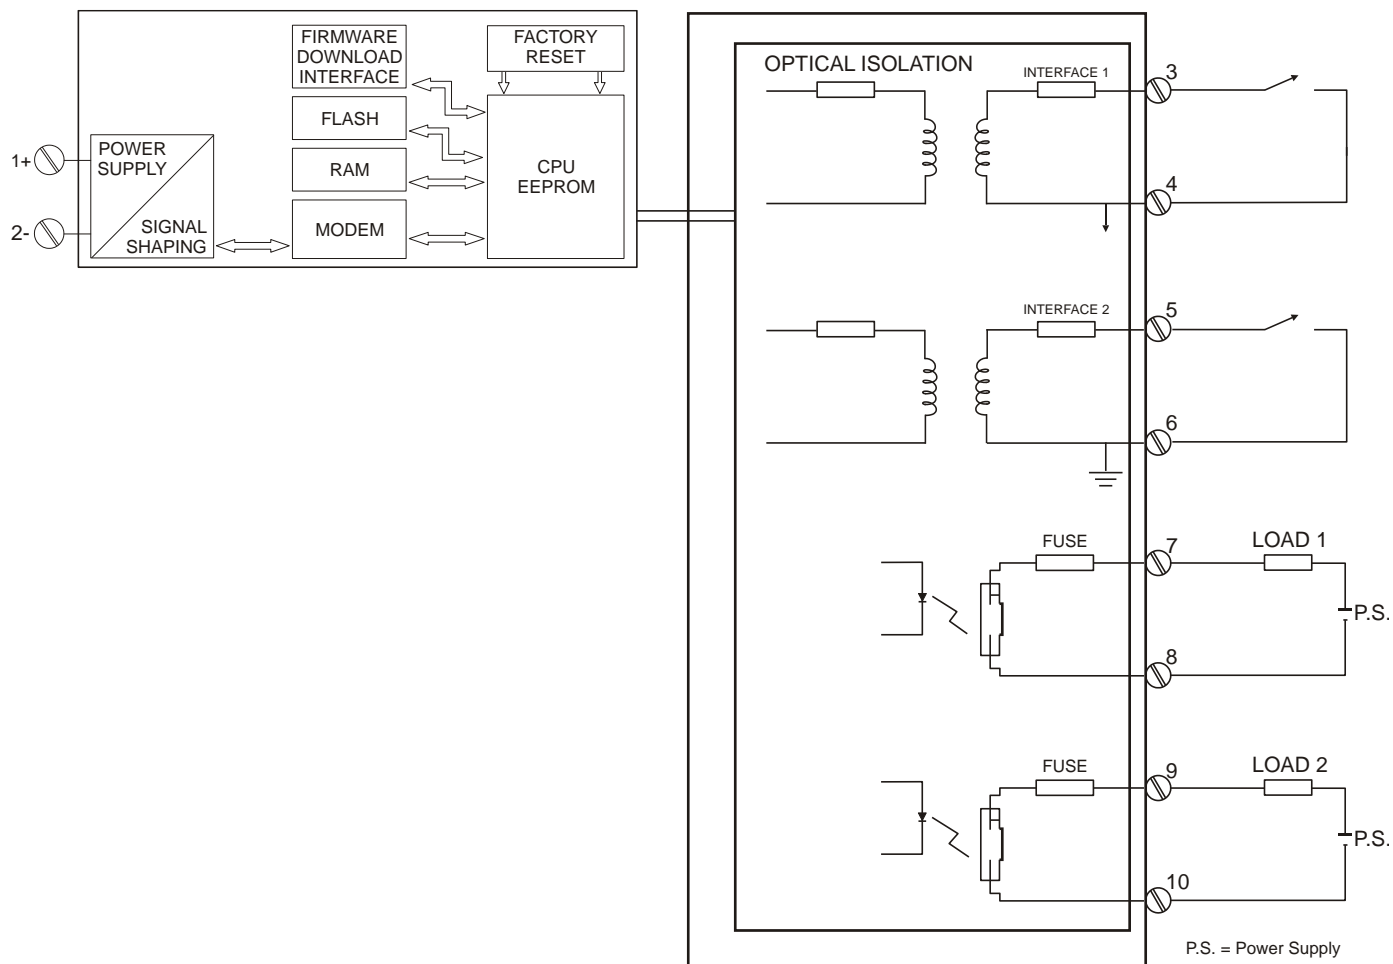 FIRMWARE
DOWNLOAD
INTERFACE
FACTORY
RESET
FLASH
RAM
MODEM
CPU
EEPROM
1+
2-
POWER
SUPPLY
SIGNAL
SHAPING
OPTICAL ISOLATION
INTERFACE 1
3
4
INTERFACE 2
5
6
FUSE
7
LOAD 1
P.S.
8
FUSE
9
LOAD 2
P.S.
10
P.S. = Power Supply